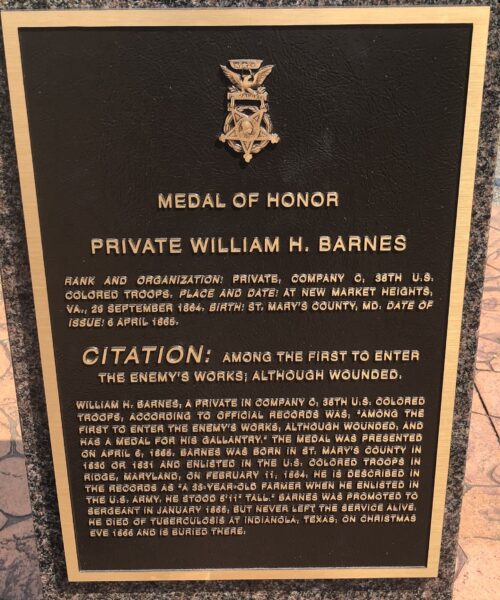 MEDAL OF HONOR
PRIVATE WILLIAM H. BARNES
RANK AND ORGANIZATION: PRIVATE, COMPANY C, 38TH U.S.
COLORED TROOPS. PLACE AND DATE: AT NEW MARKET HEIGHTS,
VA., 29 SEPTEMBER 1864. BIRTH: ST. MARY'S COUNTY, MD. DATE OF
ISSUE: 6 APRIL 1865.
CITATION: AMONG THE FIRST TO ENTER
THE ENEMY'S WORKS; ALTHOUGH WOUNDED.
WILLIAM H. BARNES, A PRIVATE IN COMPANY C, 38TH U.S. COLORED
TROOPS, ACCORDING TO OFFICIAL RECORDS WAS, "AMONG THE
FIRST TO ENTER THE ENEMY'S WORKS, ALTHOUGH WOUNDED, AND
HAS A MEDAL FOR HIS GALLANTRY." THE MEDAL WAS PRESENTED
ON APRIL 6, 1865. BARNES WAS BORN IN ST. MARY'S COUNTY IN
1830 OR 1831 AND ENLISTED IN THE U.S. COLORED TROOPS IN
RIDGE, MARYLAND, ON FEBRUARY 11, 1864. HE IS DESCRIBED IN
THE RECORDS AS "A 33-YEAR-OLD FARMER WHEN HE ENLISTED IN
THE U.S. ARMY. HE STOOD 5'11" TALL." BARNES WAS PROMOTED TO
SERGEANT IN JANUARY 1865, BUT NEVER LEFT THE SERVICE ALIVE.
HE DIED OF TUBERCULOSIS AT INDIANOLA, TEXAS, ON CHRISTMAS
EVE 1866 AND IS BURIED THERE.